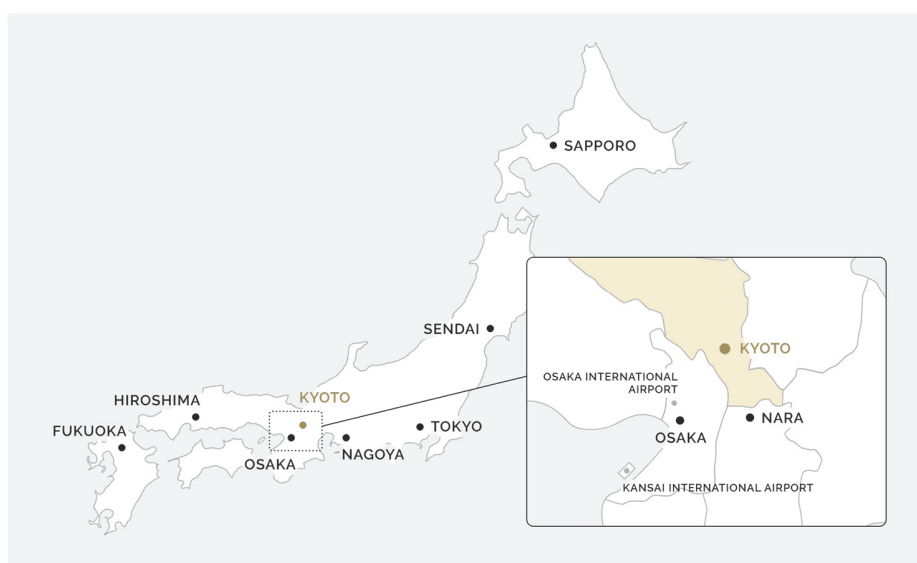 SAPPORO
SENDAI
KYOTO
HIROSHIMA
FUKUOKA
TOKYO
NAGOYA
OSAKA
KYOTO
OSAKA INTERNATIONAL
AIRPORT
NARA
OSAKA
KANSAI INTERNATIONAL AIRPORT